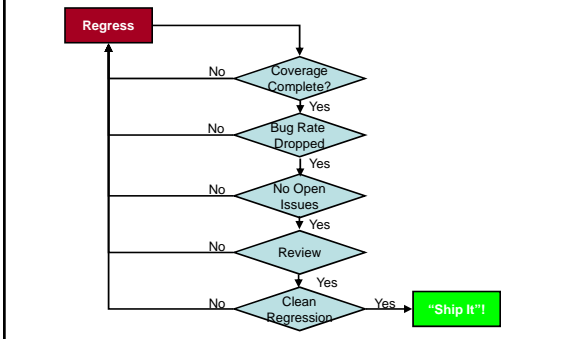 Regress
No
Coverage
Complete?
Yes
No
Bug Rate
Dropped
Yes
No
No Open
Issues
Yes
No
Review
Yes
No
Clean
Regression
Yes
“Ship It”!